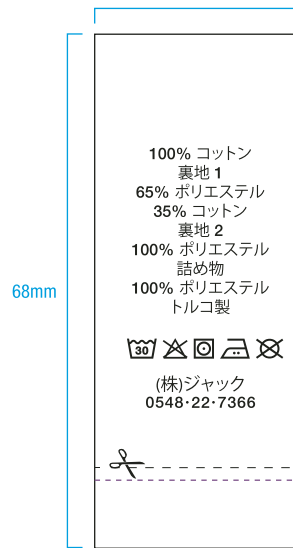 100% コットン
裏地 1
65% ポリエステル
35% コットン
裏地 2
100% ポリエステル
詰め物
100% ポリエステル
トルコ製
68mm
30
(株)ジャック
0548·22·7366